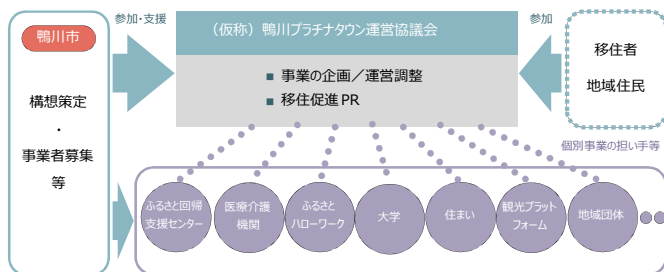 鴨川市
構想策定
・
事業者募集
等
参加・支援
（仮称）鴨川プラチナタウン運営協議会
■ 事業の企画／運営調整
■ 移住促進 PR
参加
移住者
地域住民
個別事業の担い手等
ふるさと回帰
支援センター
医療介護
機関
ふるさと
ハローワーク
大学
住まい
観光プラット
フォーム
地域団体